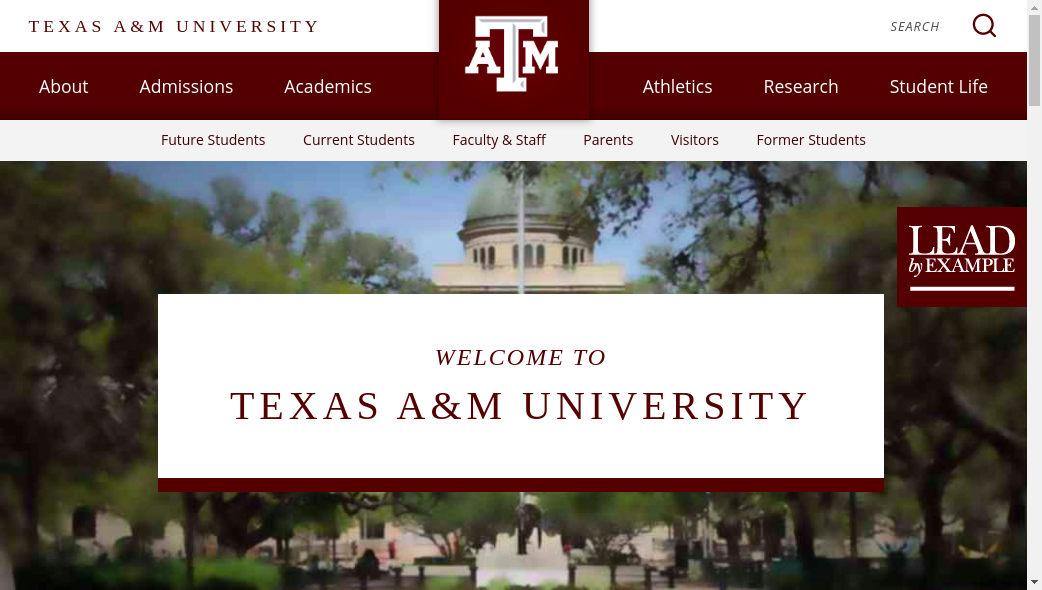 TEXAS A&M UNIVERSITY
SEARCH
ATM
About Admissions Academics Athletics Research Student Life
Future Students Current Students Faculty & Staff Parents Visitors Former Students
LEAD
by EXAMPLE
WELCOME TO
TEXAS A&M UNIVERSITY